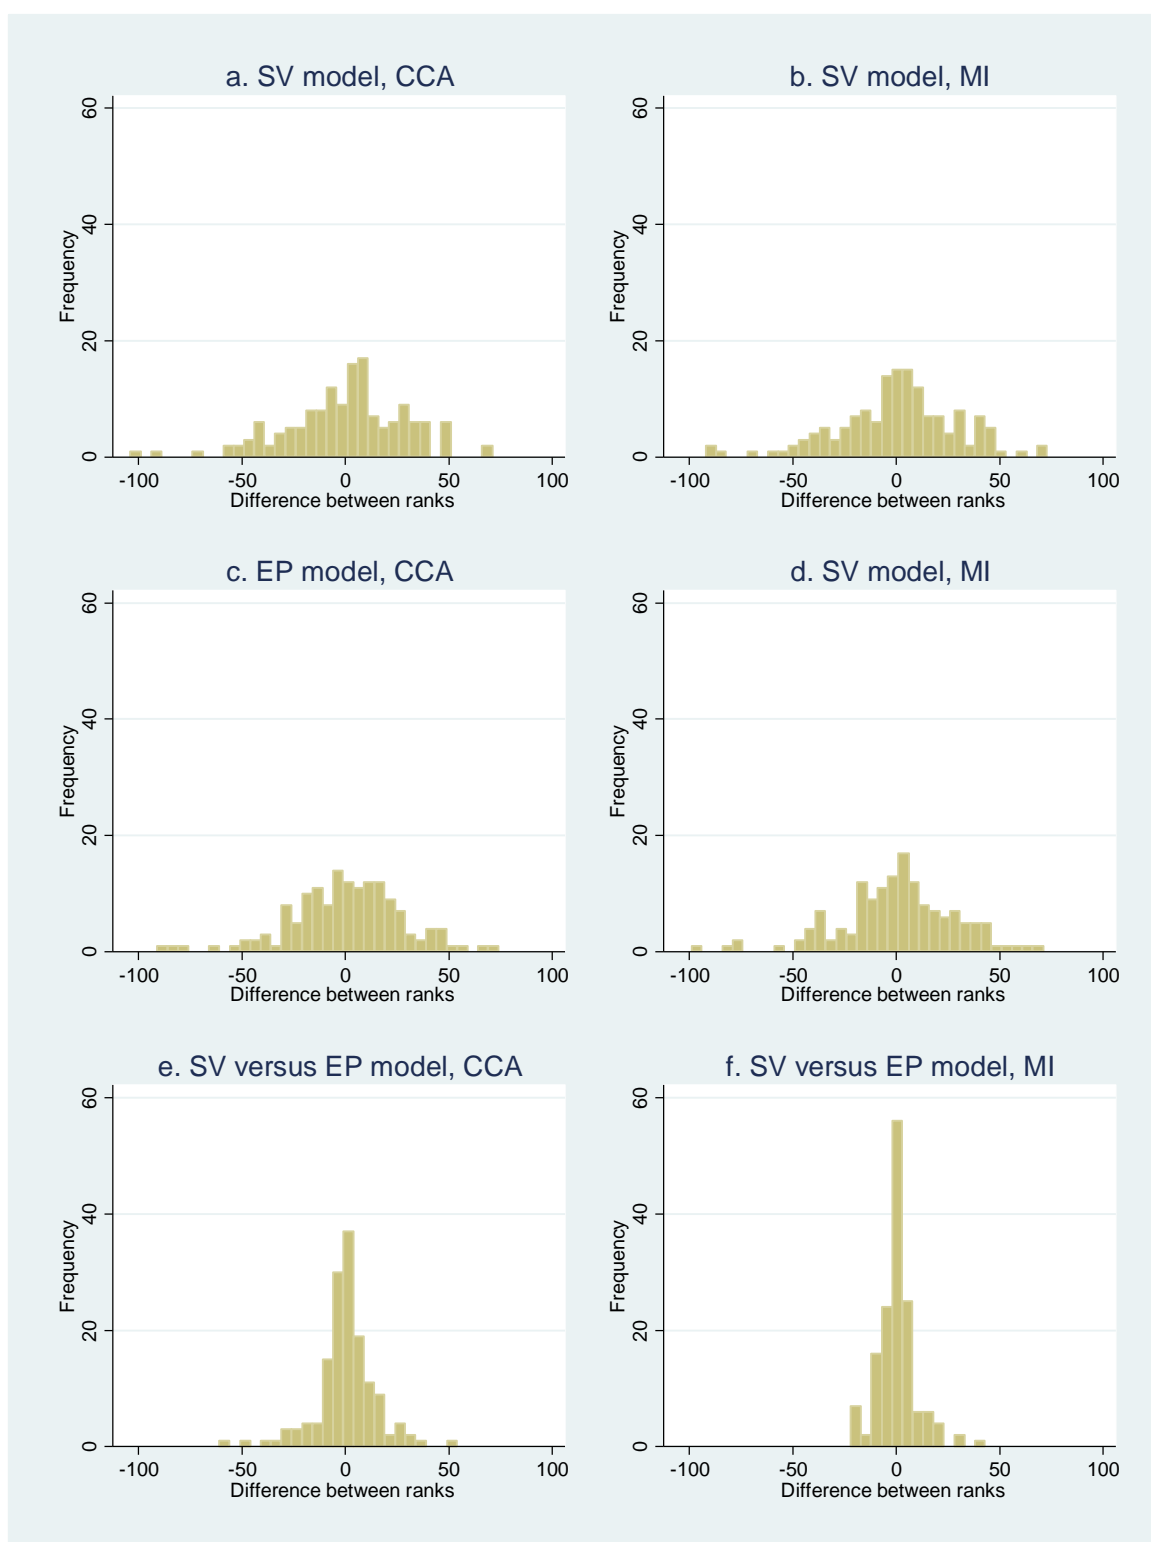 a. SV model, CCA
60
40
20
0
Frequency
-100 -50 0 50 100
Difference between ranks
b. SV model, MI
60
40
20
0
Frequency
-100 -50 0 50 100
Difference between ranks
c. EP model, CCA
60
40
20
0
Frequency
-100 -50 0 50 100
Difference between ranks
d. SV model, MI
60
40
20
0
Frequency
-100 -50 0 50 100
Difference between ranks
e. SV versus EP model, CCA
60
40
20
0
Frequency
-100 -50 0 50 100
Difference between ranks
f. SV versus EP model, MI
60
40
20
0
Frequency
-100 -50 0 50 100
Difference between ranks